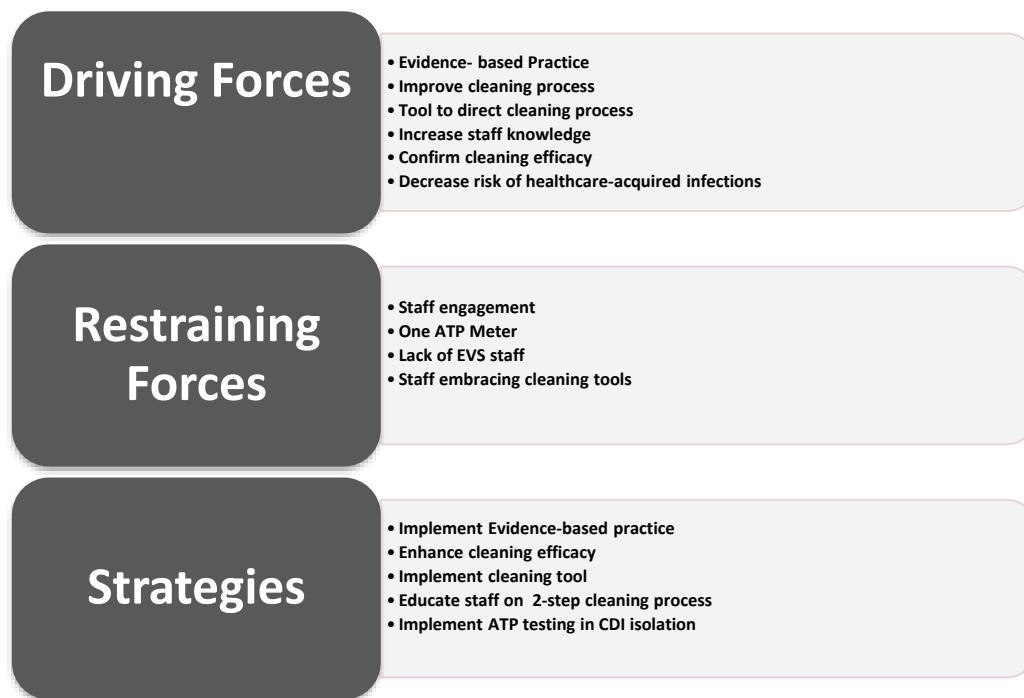 Driving Forces
• Evidence- based Practice
• Improve cleaning process
• Tool to direct cleaning process
• Increase staff knowledge
• Confirm cleaning efficacy
• Decrease risk of healthcare-acquired infections
Restraining
Forces
• Staff engagement
• One ATP Meter
• Lack of EVS staff
• Staff embracing cleaning tools
Strategies
• Implement Evidence-based practice
• Enhance cleaning efficacy
• Implement cleaning tool
• Educate staff on 2-step cleaning process
• Implement ATP testing in CDI isolation